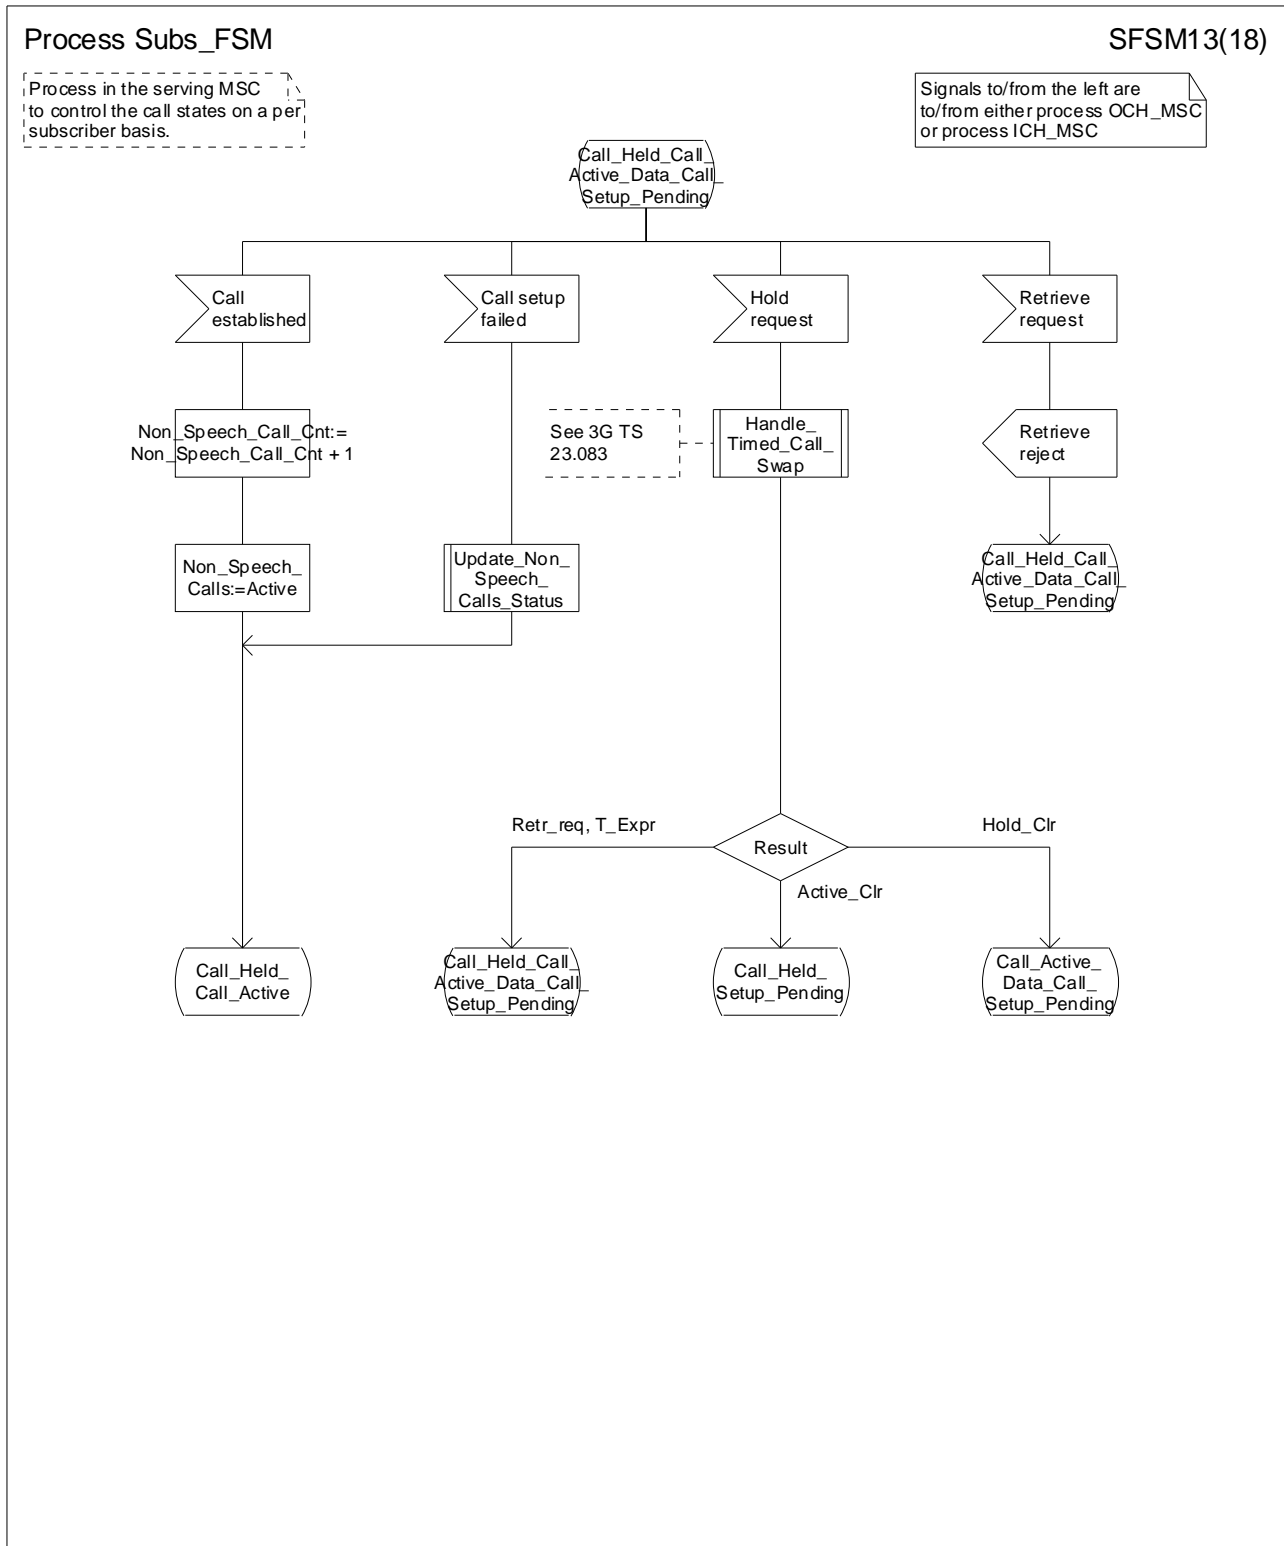 Process Subs_FSM
SFSM13(18)
Process in the serving MSC
to control the call states on a per
subscriber basis.
Signals to/from the left are
to/from either process OCH_MSC
or process ICH_MSC
Call_Held_Call_
Active_Data_Call_
Setup_Pending
Call
established
Call setup
failed
Hold
request
Retrieve
request
Non_Speech_Call_Cnt:=
Non_Speech_Call_Cnt + 1
See 3G TS
23.083
Handle_
Timed_Call_
Swap
Retrieve
reject
Non_Speech_
Calls:=Active
Update_Non_
Speech_
Calls_Status
Call_Held_Call_
Active_Data_Call_
Setup_Pending
Retr_req, T_Expr
Result
Hold_Clr
Active_Clr
Call_Held_
Call_Active
Call_Held_Call_
Active_Data_Call_
Setup_Pending
Call_Held_
Setup_Pending
Call_Active_
Data_Call_
Setup_Pending